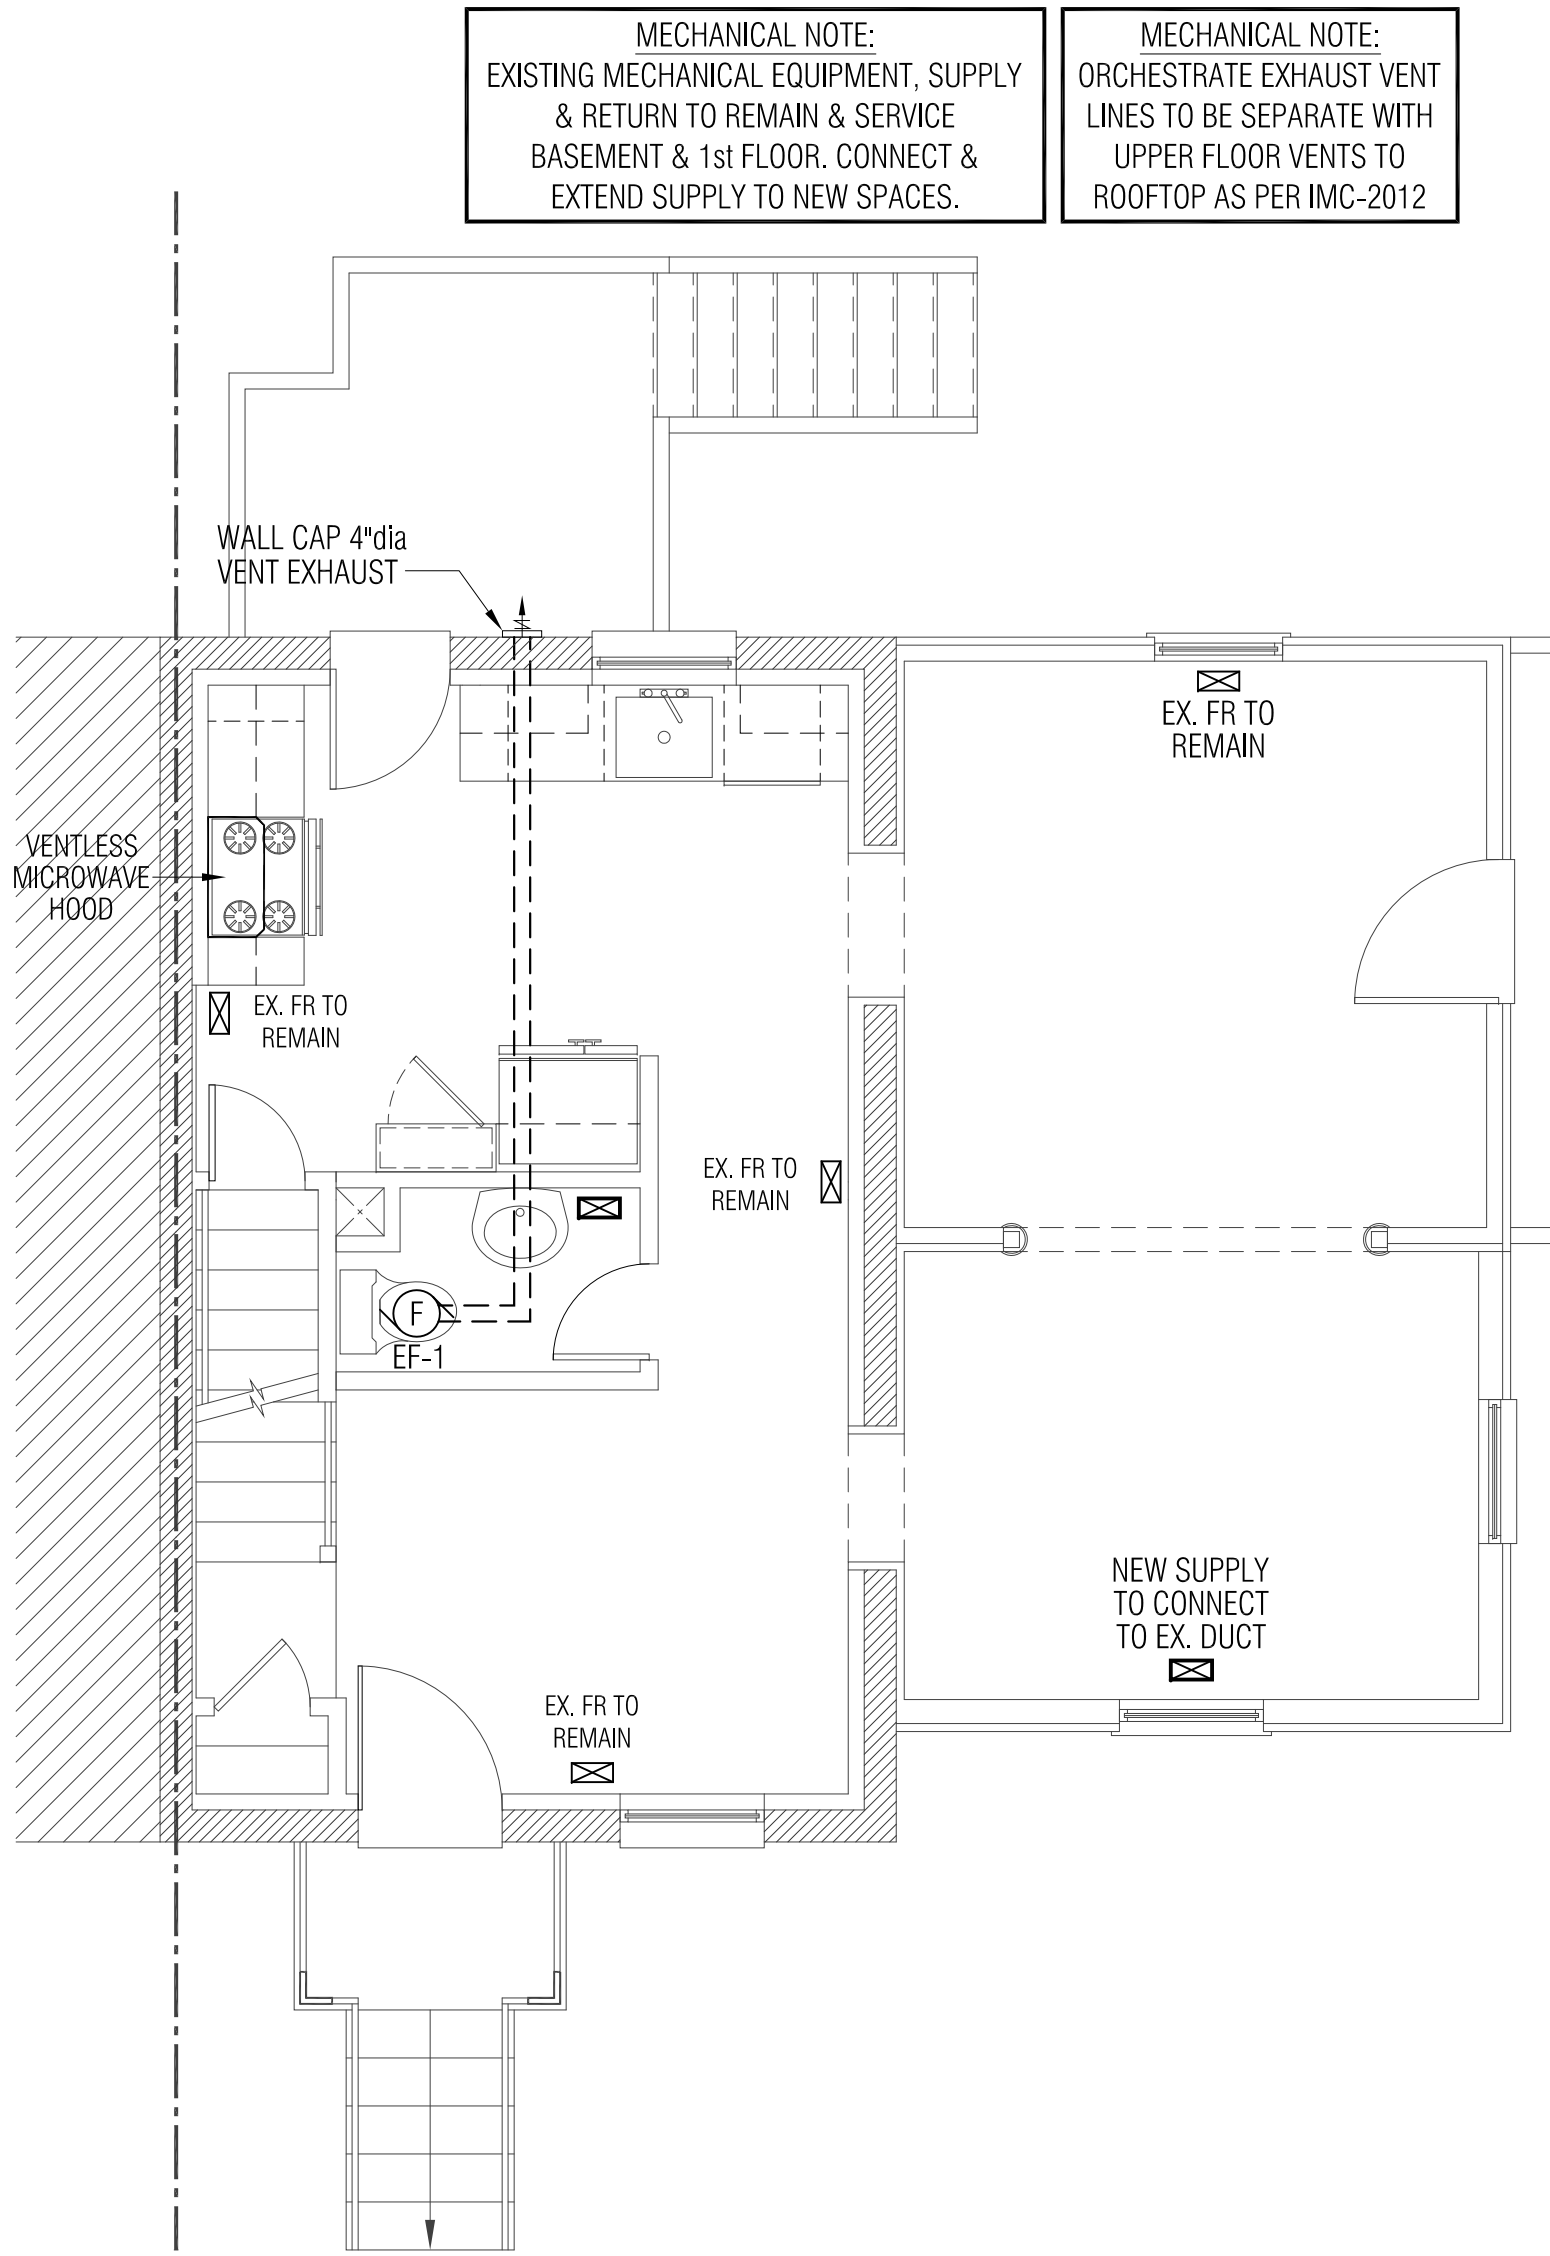 MECHANICAL NOTE:
EXISTING MECHANICAL EQUIPMENT, SUPPLY
& RETURN TO REMAIN & SERVICE
BASEMENT & 1st FLOOR. CONNECT &
EXTEND SUPPLY TO NEW SPACES.
MECHANICAL NOTE:
ORCHESTRATE EXHAUST VENT
LINES TO BE SEPARATE WITH
UPPER FLOOR VENTS TO
ROOFTOP AS PER IMC-2012
WALL CAP 4"dia
VENT EXHAUST
EX. FR TO
REMAIN
VENTLESS
MICROWAVE
HOOD
EX. FR TO
REMAIN
EX. FR TO
REMAIN
F
EF-1
NEW SUPPLY
TO CONNECT
TO EX. DUCT
EX. FR TO
REMAIN